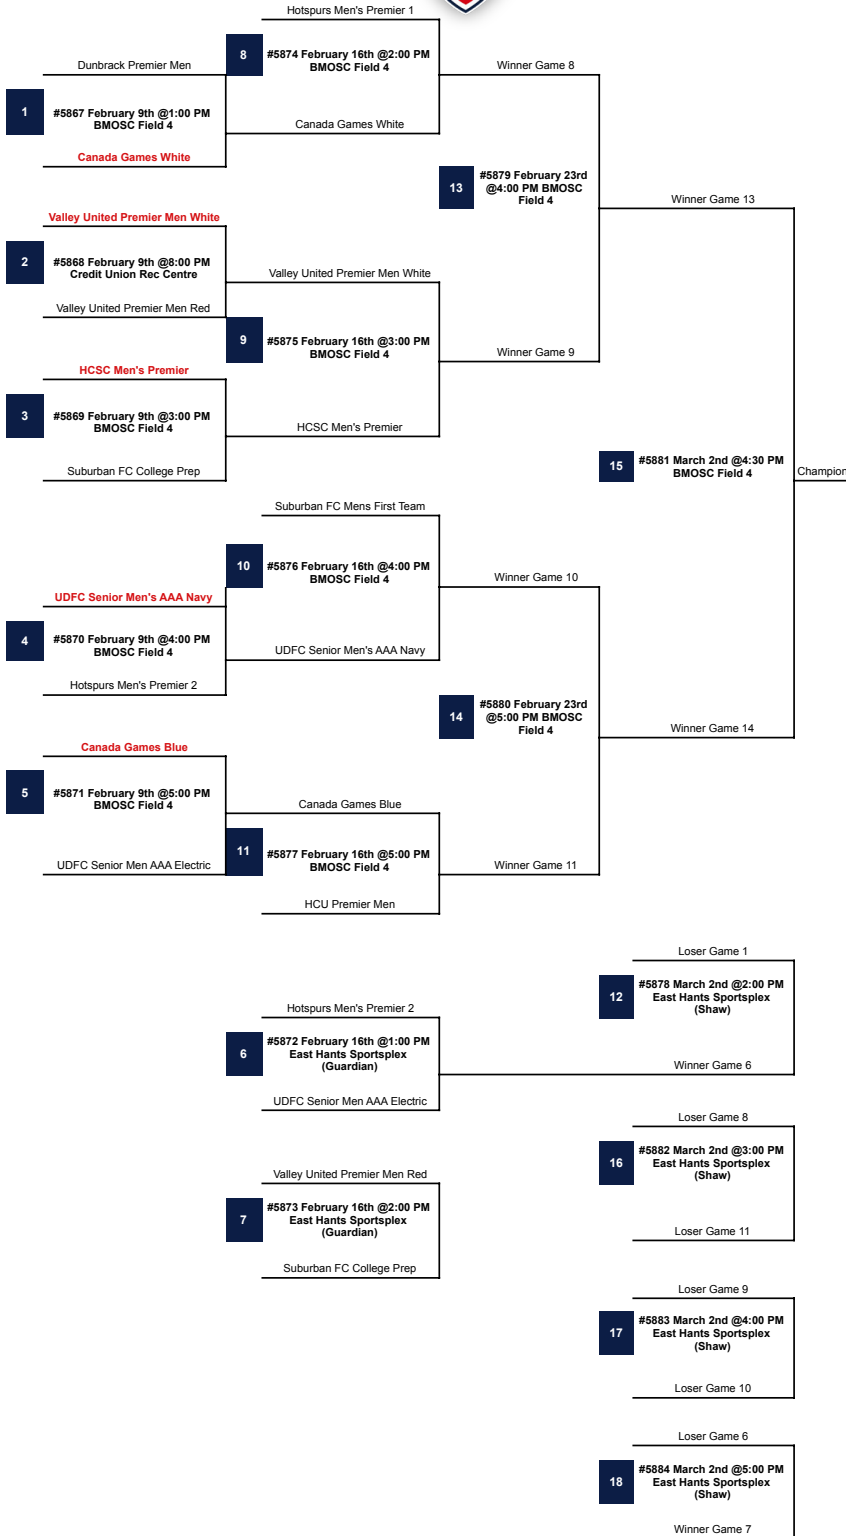 Hotspurs Men's Premier 1
8
#5874 February 16th @2:00 PM
BMOSC Field 4
Canada Games White
Dunbrack Premier Men
1
#5867 February 9th @1:00 PM
BMOSC Field 4
Canada Games White
Winner Game 8
13
#5879 February 23rd
@4:00 PM BMOSC
Field 4
Winner Game 13
Valley United Premier Men White
2
#5868 February 9th @8:00 PM
Credit Union Rec Centre
Valley United Premier Men Red
Valley United Premier Men White
9
#5875 February 16th @3:00 PM
BMOSC Field 4
Winner Game 9
HCSC Men's Premier
3
#5869 February 9th @3:00 PM
BMOSC Field 4
HCSC Men's Premier
Suburban FC College Prep
15
#5881 March 2nd @4:30 PM
BMOSC Field 4
Champion
Suburban FC Mens First Team
10
#5876 February 16th @4:00 PM
BMOSC Field 4
Winner Game 10
UDFC Senior Men's AAA Navy
4
#5870 February 9th @4:00 PM
BMOSC Field 4
UDFC Senior Men's AAA Navy
Hotspurs Men's Premier 2
14
#5880 February 23rd
@5:00 PM BMOSC
Field 4
Winner Game 14
Canada Games Blue
5
#5871 February 9th @5:00 PM
BMOSC Field 4
Canada Games Blue
UDFC Senior Men AAA Electric
11
#5877 February 16th @5:00 PM
BMOSC Field 4
Winner Game 11
HCU Premier Men
Loser Game 1
12
#5878 March 2nd @2:00 PM
East Hants Sportsplex
(Shaw)
Hotspurs Men's Premier 2
6
#5872 February 16th @1:00 PM
East Hants Sportsplex
(Guardian)
Winner Game 6
UDFC Senior Men AAA Electric
Loser Game 8
16
#5882 March 2nd @3:00 PM
East Hants Sportsplex
(Shaw)
Valley United Premier Men Red
7
#5873 February 16th @2:00 PM
East Hants Sportsplex
(Guardian)
Loser Game 11
Suburban FC College Prep
Loser Game 9
17
#5883 March 2nd @4:00 PM
East Hants Sportsplex
(Shaw)
Loser Game 10
Loser Game 6
18
#5884 March 2nd @5:00 PM
East Hants Sportsplex
(Shaw)
Winner Game 7